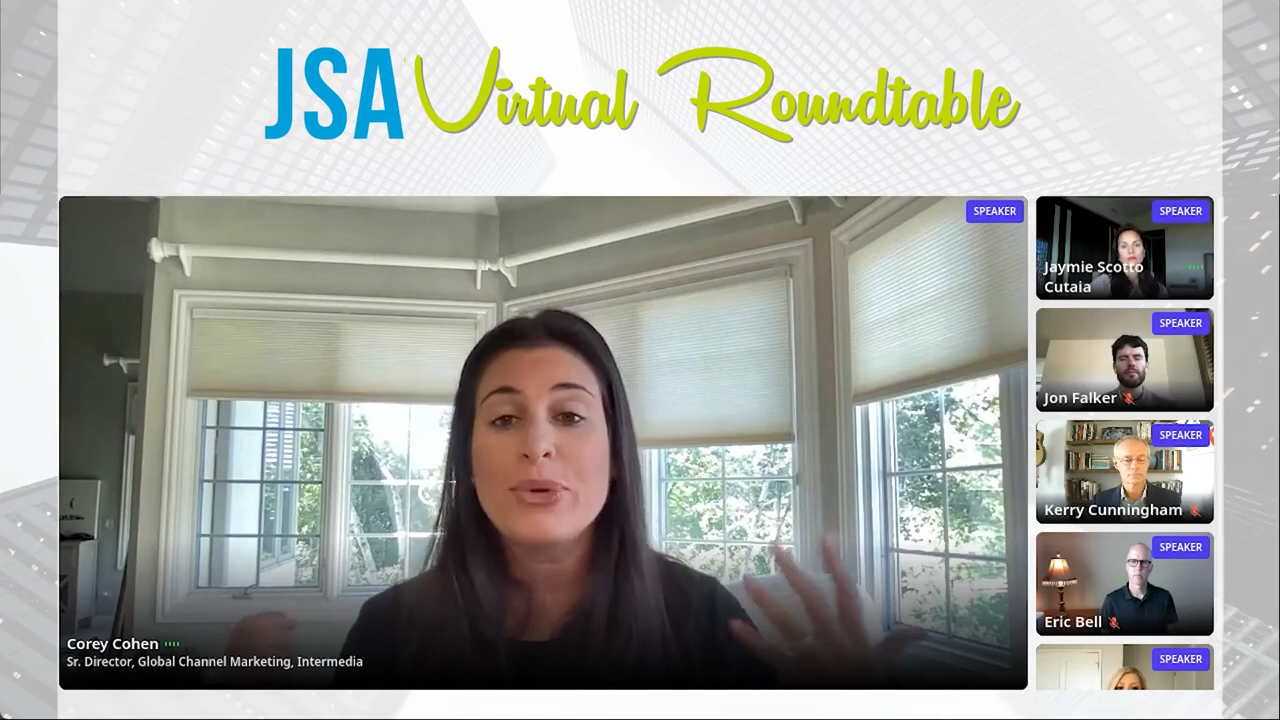 JSA Virtual Roundtable
SPEAKER
Corey Cohen
Sr. Director, Global Channel Marketing, Intermedia
SPEAKER
Jaymie Scotto
Cutaia
SPEAKER
Jon Falker
SPEAKER
Kerry Cunningham
SPEAKER
Eric Bell
SPEAKER